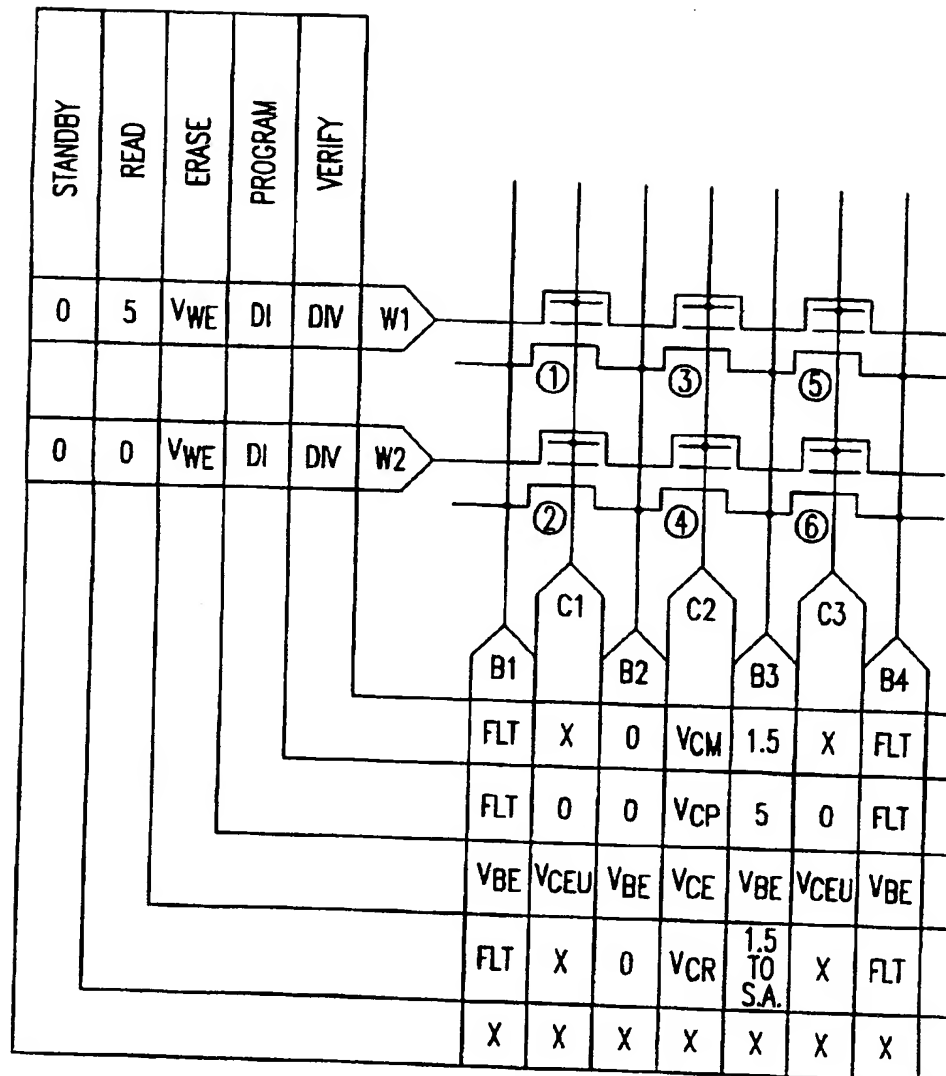 STANDBY READ ERASE PROGRAM VERIFY
0 5 VWE DI DIV W1
① ③ ⑤
0 0 VWE DI DIV W2
② ④ ⑥
C1 C2 C3
B1 B2 B3 B4
FLT X 0 VCM 1.5 X FLT
FLT 0 0 VCP 5 0 FLT
VBE VCEU VBE VCE VBE VCEU VBE
FLT X 0 VCR 1.5 TO S.A. X FLT
X X X X X X X